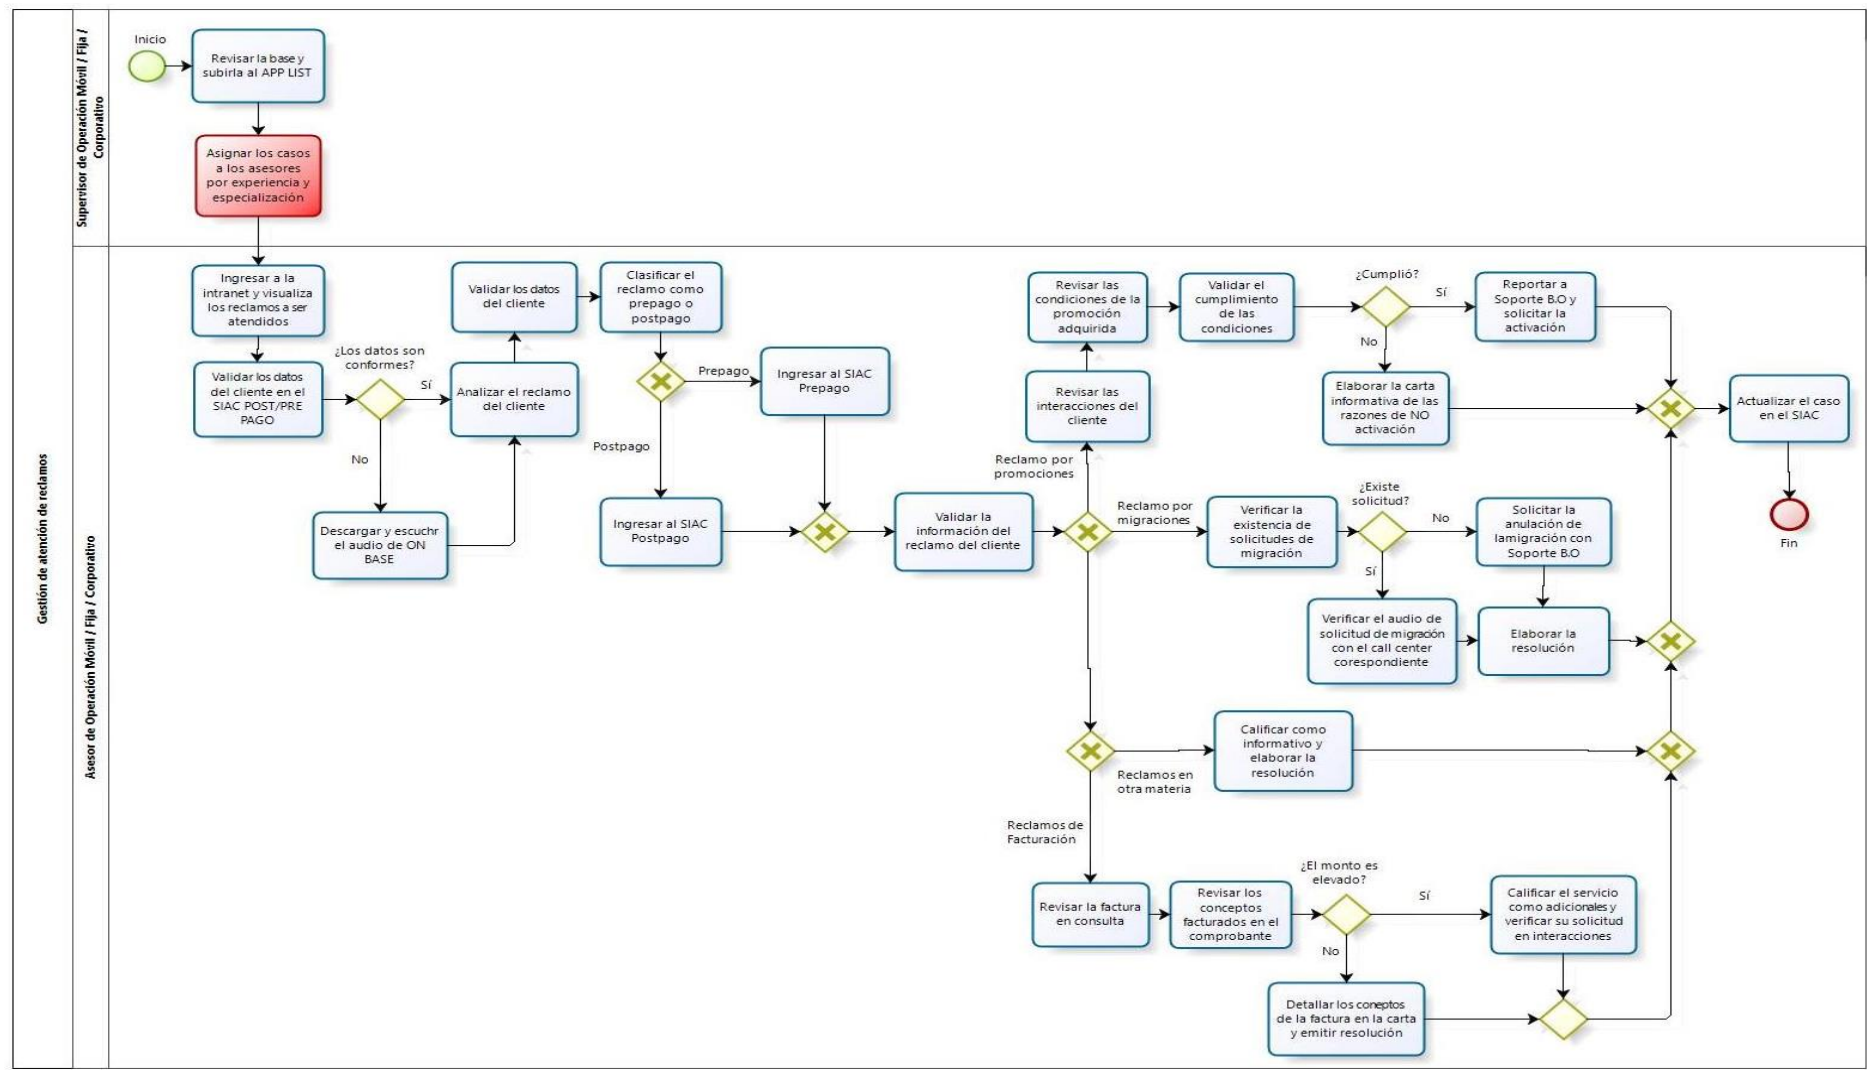 Gestión de atención de reclamos
Supervisor de Operación Móvil / Fija /
Corporativo
Inicio
Revisar la base y
subirla al APP LIST
Asignar los casos
a los asesores
por experiencia y
especialización
Asesor de Operación Móvil / Fija / Corporativo
Ingresar a la
intranet y visualiza
los reclamos a ser
atendidos
Validar los datos
del cliente en el
SIAC POST/PRE
PAGO
¿Los datos son
conformes?
Sí
No
Descargar y escuchr
el audio de ON
BASE
Analizar el reclamo
del cliente
Validar los datos
del cliente
Clasificar el
reclamo como
prepago o
postpago
Prepago
Ingresar al SIAC
Prepago
Postpago
Ingresar al SIAC
Postpago
Validar la
información del
reclamo del cliente
Reclamo por
promociones
Revisar las
interacciones del
cliente
Revisar las
condiciones de la
promoción
adquirida
Validar el
cumplimiento
de las
condiciones
¿Cumplió?
Sí
Reportar a
Soporte B.O y
solicitar la
activación
No
Elaborar la carta
informativa de las
razones de NO
activación
Reclamo por
migraciones
Verificar la
existencia de
solicitudes de
migración
¿Existe
solicitud?
No
Solicitar la
anulación de
lamigración con
Soporte B.O
Sí
Verificar el audio de
solicitud de migración
con el call center
corespondiente
Elaborar la
resolución
Reclamos en
otra materia
Calificar como
informativo y
elaborar la
resolución
Reclamos de
Facturación
Revisar la factura
en consulta
Revisar los
conceptos
facturados en el
comprobante
¿El monto es
elevado?
Sí
Calificar el servicio
como adicionales y
verificar su solicitud
en interacciones
No
Detallar los coneptos
de la factura en la carta
y emitir resolución
Actualizar el caso
en el SIAC
Fin